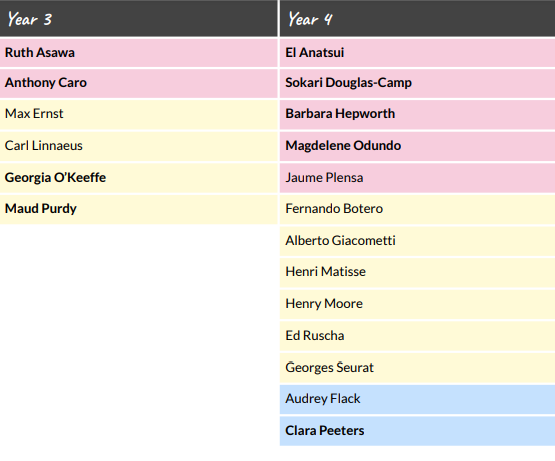 Year 3
Ruth Asawa
Anthony Caro
Max Ernst
Carl Linnaeus
Georgia O’Keeffe
Maud Purdy
Year 4
El Anatsui
Sokari Douglas-Camp
Barbara Hepworth
Magdelene Odundo
Jaume Plensa
Fernando Botero
Alberto Giacometti
Henri Matisse
Henry Moore
Ed Ruscha
Georges Seurat
Audrey Flack
Clara Peeters